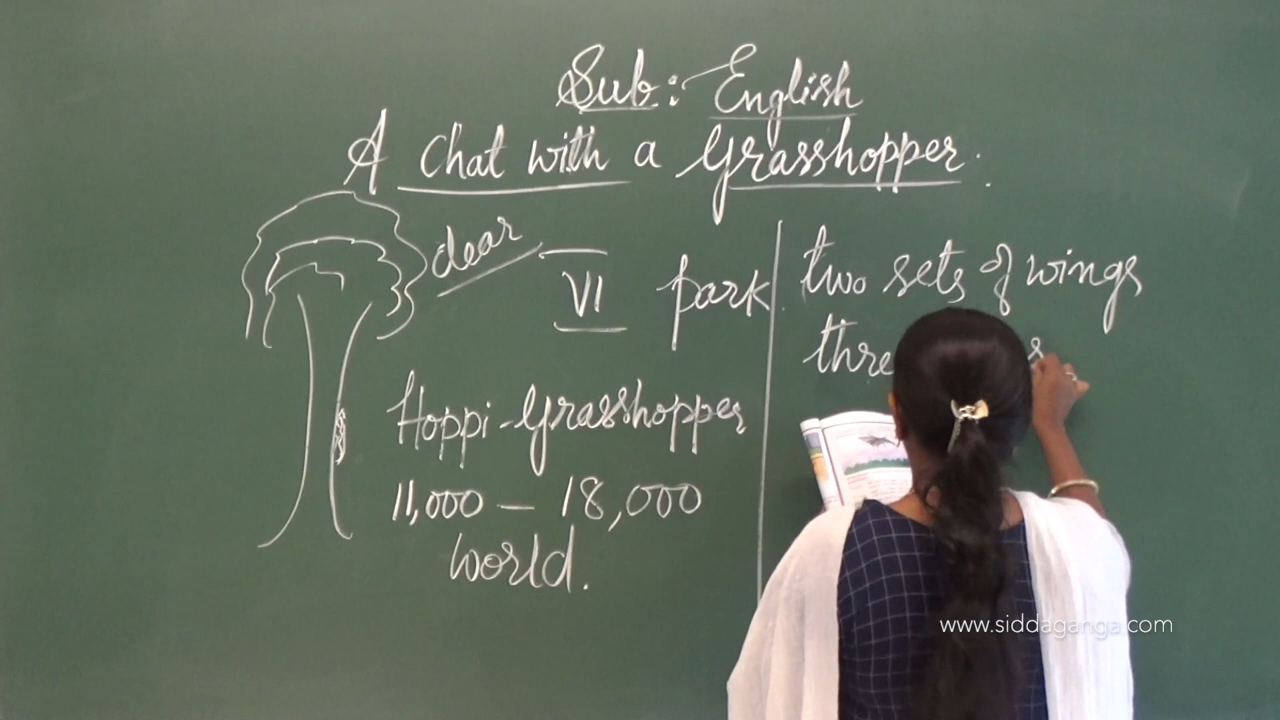 Sub: English
A Chat with a Grasshopper.
dear
VI park
Hoppi - Grasshopper
11,000 – 18,000
world.
two sets of wings
www.siddaganga.com